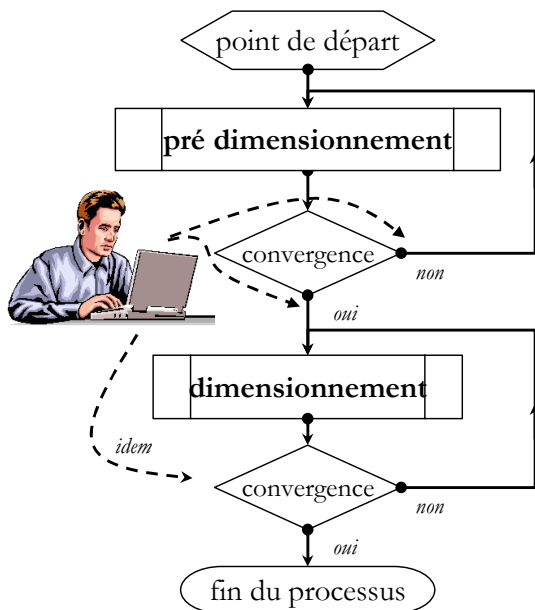 point de départ
pré dimensionnement
convergence
non
oui
dimensionnement
idem
convergence
non
oui
fin du processus